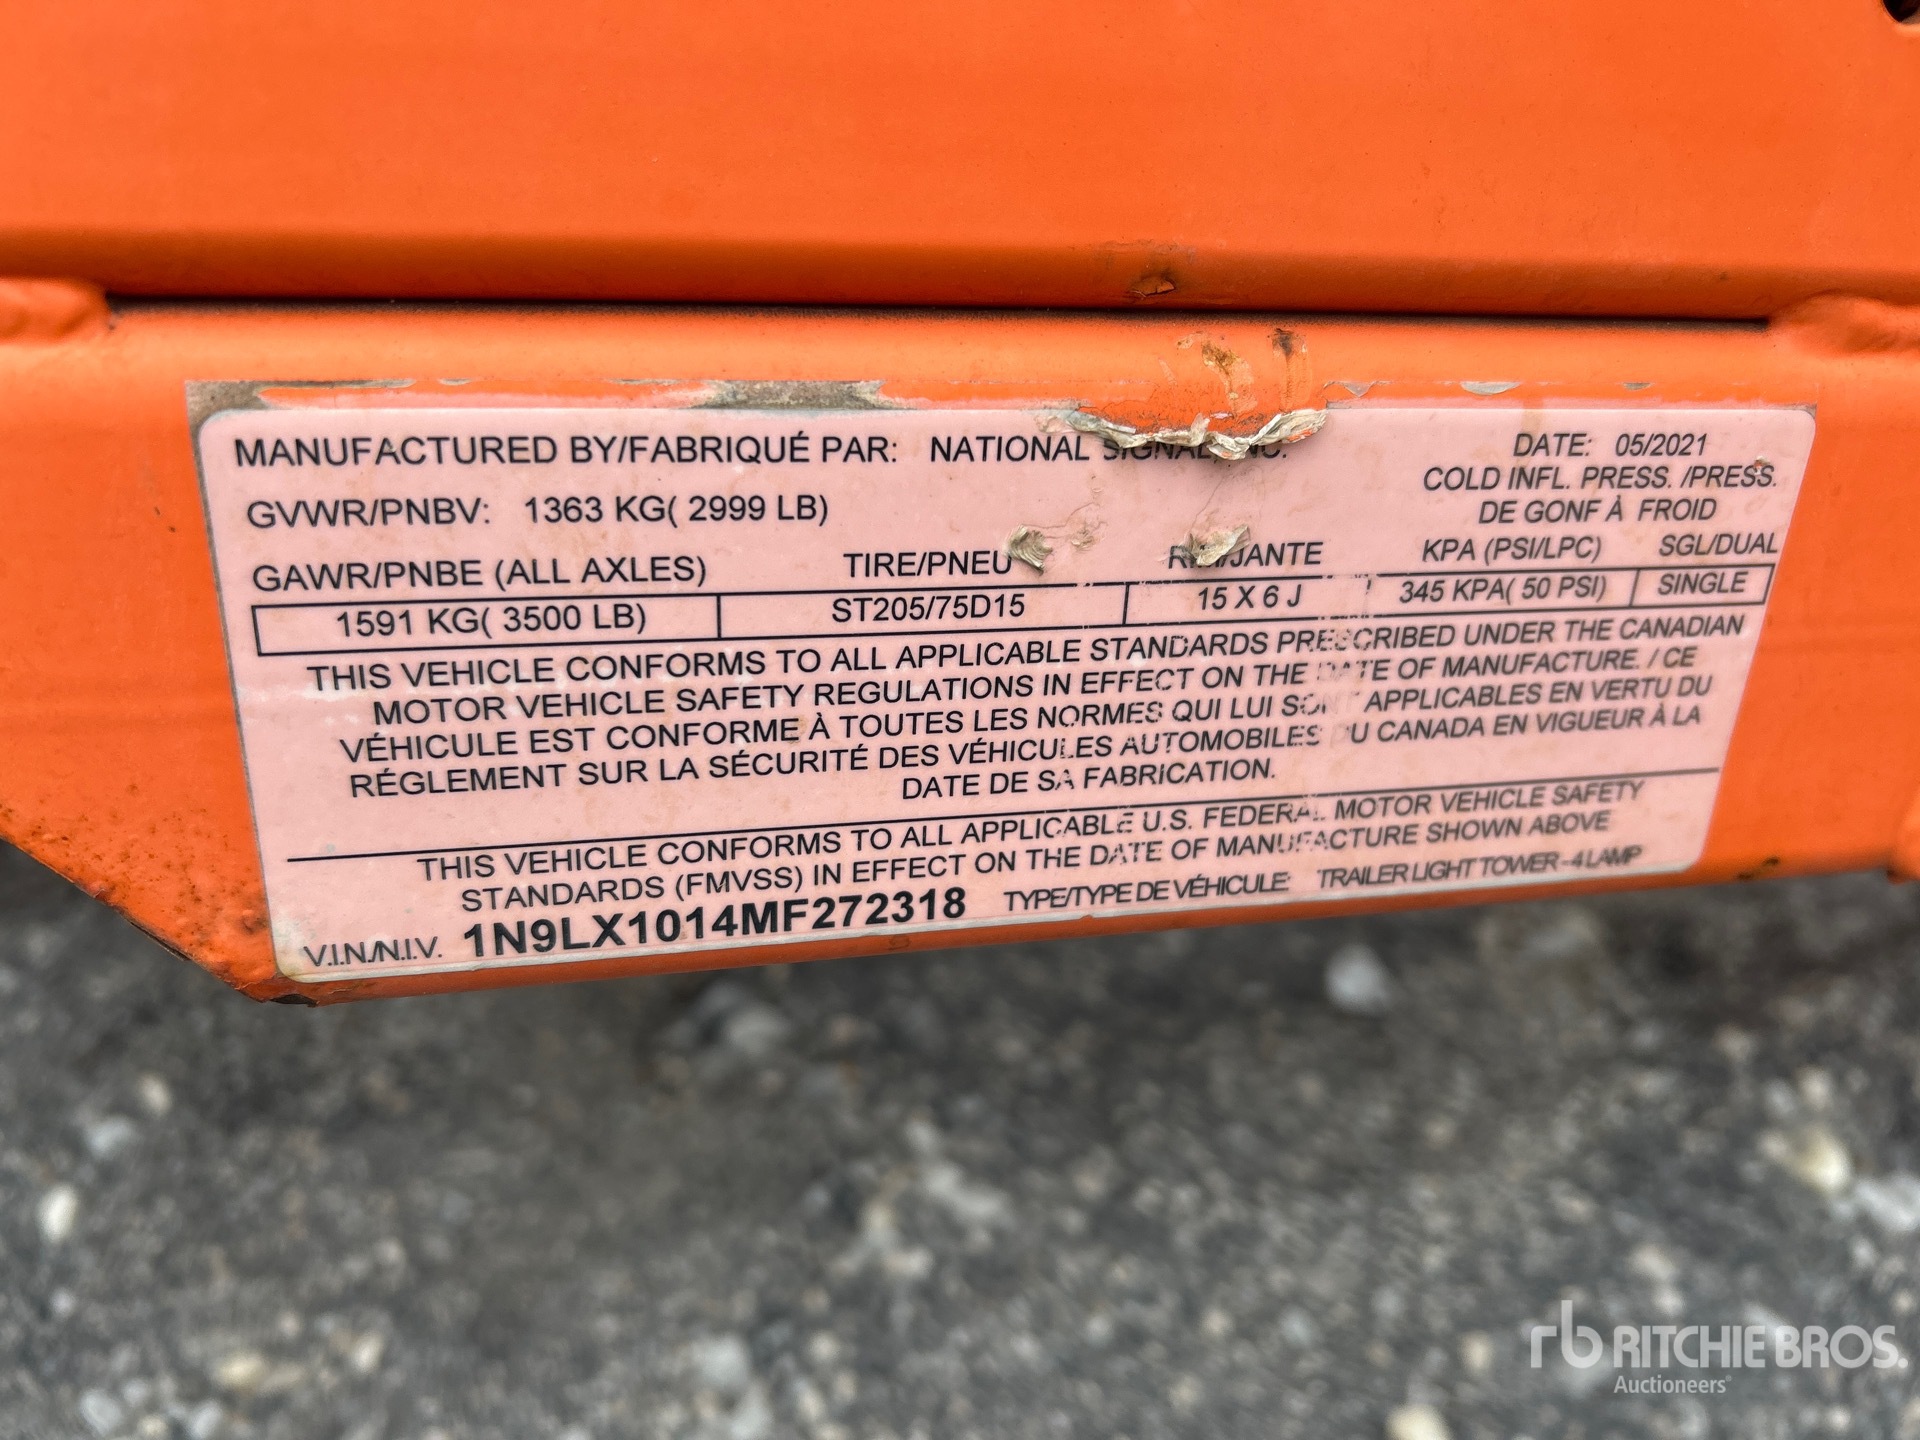 MANUFACTURED BY/FABRIQUÉ PAR: NATIONAL SIGNAL, INC. DATE: 05/2021
COLD INFL. PRESS. /PRESS.
GVWR/PNBV: 1363 KG( 2999 LB) DE GONF À FROID
GAWR/PNBE (ALL AXLES) TIRE/PNEU RIM/JANTE KPA (PSI/LPC) SGL/DUAL
1591 KG( 3500 LB) ST205/75D15 15 X 6 J 345 KPA( 50 PSI) SINGLE
THIS VEHICLE CONFORMS TO ALL APPLICABLE STANDARDS PRESCRIBED UNDER THE CANADIAN
MOTOR VEHICLE SAFETY REGULATIONS IN EFFECT ON THE DATE OF MANUFACTURE. / CE
VÉHICULE EST CONFORME À TOUTES LES NORMES QUI LUI SONT APPLICABLES EN VERTU DU
RÉGLEMENT SUR LA SÉCURITÉ DES VÉHICULES AUTOMOBILES DU CANADA EN VIGUEUR À LA
DATE DE SA FABRICATION.
THIS VEHICLE CONFORMS TO ALL APPLICABLE U.S. FEDERAL MOTOR VEHICLE SAFETY
STANDARDS (FMVSS) IN EFFECT ON THE DATE OF MANUFACTURE SHOWN ABOVE
V.I.N./N.I.V. 1N9LX1014MF272318 TYPE/TYPE DE VÉHICULE: TRAILER LIGHT TOWER - 4 LAMP
rb RITCHIE BROS.
Auctioneers